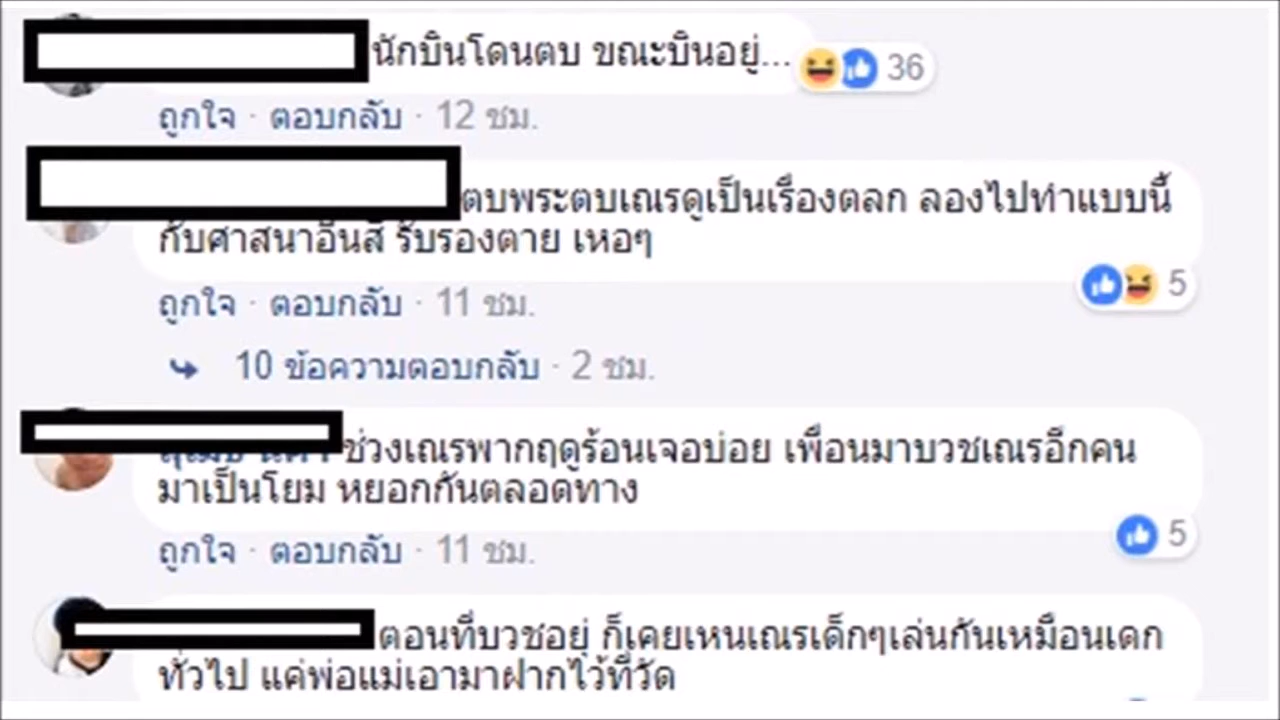 นักบินโดนตบ ขณะบินอยู่... 36
ถูกใจ · ตอบกลับ · 12 ชม.
ตบพระตบเณรดูเป็นเรื่องตลก ลองไปทำแบบนี้
กับศาสนาอื่นสิ รับรองตาย เหอๆ
5
ถูกใจ · ตอบกลับ · 11 ชม.
10 ข้อความตอบกลับ · 2 ชม.
ช่วงเณรภาคฤดูร้อนเจอบ่อย เพื่อนมาบวชเณรอีกคน
มาเป็นโยม หยอกกันตลอดทาง
5
ถูกใจ · ตอบกลับ · 11 ชม.
ตอนที่บวชอยู่ ก็เคยเหนเณรเด็กๆเล่นกันเหมือนเดก
ทั่วไป แค่พ่อแม่เอามาฝากไว้ที่วัด